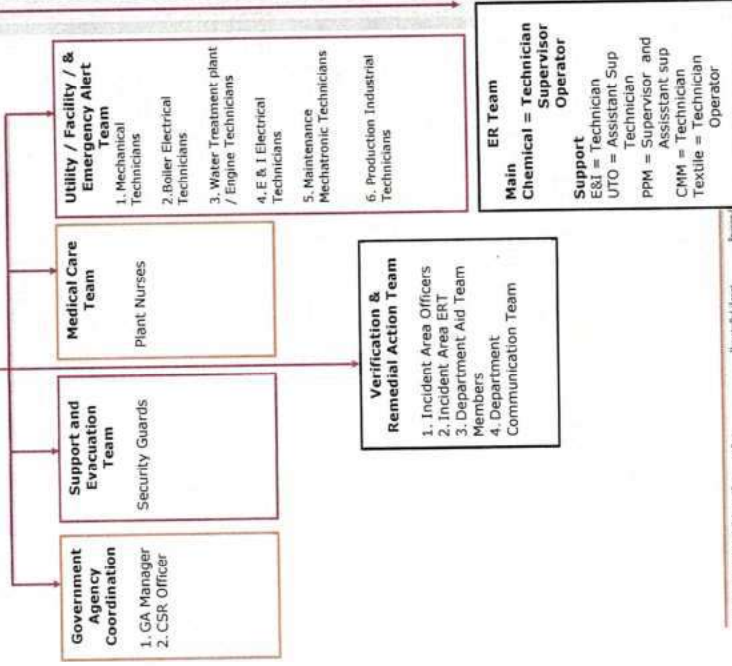 Government
Agency
Coordination
1. GA Manager
2. CSR Officer
Support and
Evacuation
Team
Security Guards
Medical Care
Team
Plant Nurses
Utility / Facility / &
Emergency Alert
Team
1. Mechanical
Technicians
2.Boiler Electrical
Technicians
3. Water Treatment plant
/ Engine Technicians
4. E & I Electrical
Technicians
5. Maintenance
Mechatronic Technicians
6. Production Industrial
Technicians
Verification &
Remedial Action Team
1. Incident Area Officers
2. Incident Area ERT
3. Department Aid Team
Members
4. Department
Communication Team
ER Team
Main
Chemical = Technician
Supervisor
Operator
Support
E&I = Technician
UTO = Assistant Sup
Technician
PPM = Supervisor and
Assisstant sup
CMM = Technician
Textile = Technician
Operator